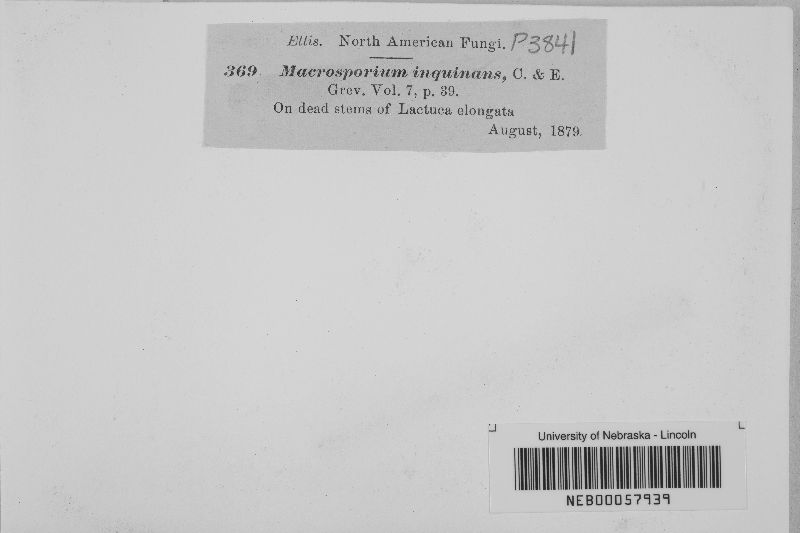 Ellis. North American Fungi. P3841
369. Macrosporium inquinans, C. & E.
Grev. Vol. 7, p. 39.
On dead stems of Lactuca elongata
August, 1879.
University of Nebraska - Lincoln
NEB00057939